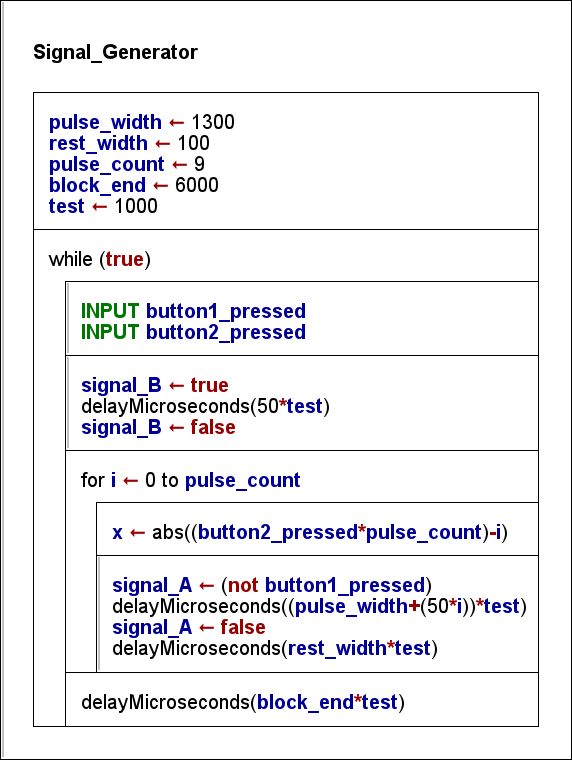 Signal_Generator
pulse_width ← 1300
rest_width ← 100
pulse_count ← 9
block_end ← 6000
test ← 1000
while (true)
INPUT button1_pressed
INPUT button2_pressed
signal_B ← true
delayMicroseconds(50*test)
signal_B ← false
for i ← 0 to pulse_count
x ← abs((button2_pressed*pulse_count)-i)
signal_A ← (not button1_pressed)
delayMicroseconds((pulse_width+(50*i))*test)
signal_A ← false
delayMicroseconds(rest_width*test)
delayMicroseconds(block_end*test)